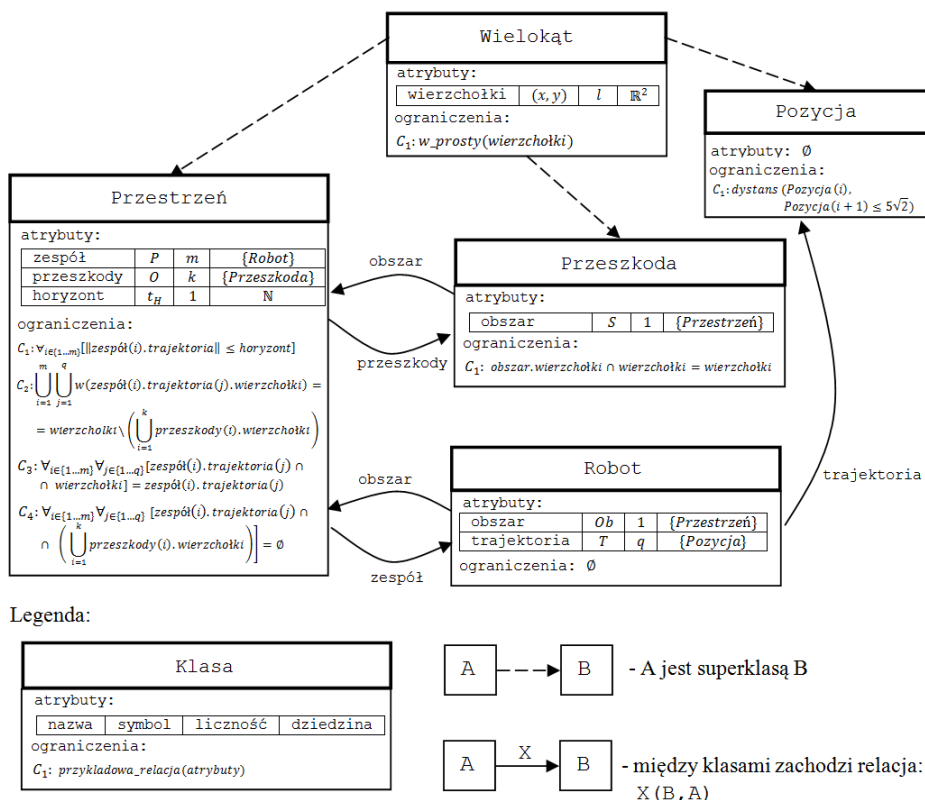 Wielokąt
atrybuty:
wierzchołki (x, y) l ℝ²
ograniczenia:
C₁: w_prosty(wierzchołki)
Pozycja
atrybuty: ∅
ograniczenia:
C₁: dystans (Pozycja(i),
Pozycja(i + 1) ≤ 5√2)
Przestrzeń
atrybuty:
zespół P m {Robot}
przeszkody O k {Przeszkoda}
horyzont t_H 1 ℕ
ograniczenia:
C₁: ∀_{i∈{1…m}}[‖zespół(i).trajektoria‖ ≤ horyzont]
C₂: ⋃_{i=1}^{m} ⋃_{j=1}^{q} w(zespół(i).trajektoria(j).wierzchołki) =
= wierzcholki\(⋃_{i=1}^{k} przeszkody(i).wierzchołki)
C₃: ∀_{i∈{1…m}}∀_{j∈{1…q}}[zespół(i).trajektoria(j) ∩
∩ wierzchołki] = zespół(i).trajektoria(j)
C₄: ∀_{i∈{1…m}}∀_{j∈{1…q}} [zespół(i).trajektoria(j) ∩
∩ (⋃_{i=1}^{k} przeszkody(i).wierzchołki)] = ∅
obszar
przeszkody
Przeszkoda
atrybuty:
obszar S 1 {Przestrzeń}
ograniczenia:
C₁: obszar.wierzchołki ∩ wierzchołki = wierzchołki
obszar
zespół
Robot
atrybuty:
obszar Ob 1 {Przestrzeń}
trajektoria T q {Pozycja}
ograniczenia: ∅
trajektoria
Legenda:
Klasa
atrybuty:
nazwa symbol liczność dziedzina
ograniczenia:
C₁: przykladowa_relacja(atrybuty)
A B - A jest superklasą B
A X B - między klasami zachodzi relacja:
X(B,A)